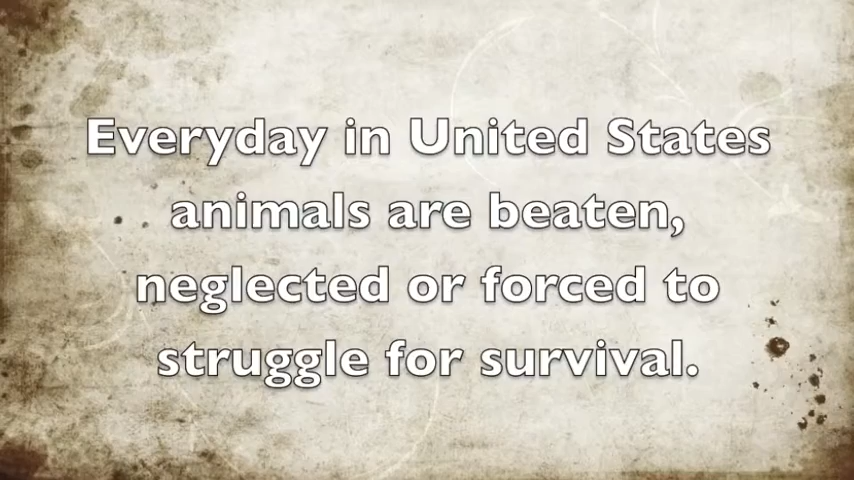 Everyday in United States
animals are beaten,
neglected or forced to
struggle for survival.